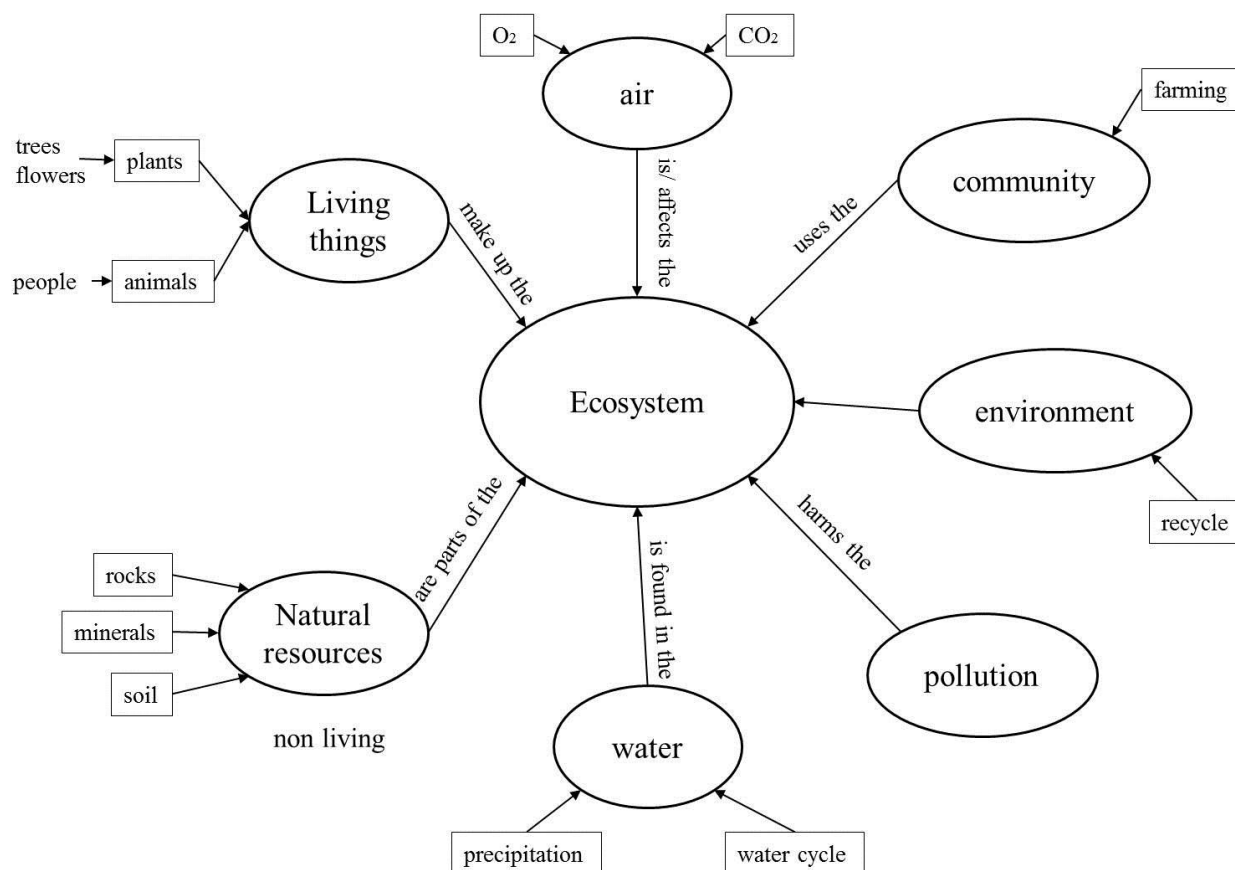 O₂
CO₂
air
farming
community
trees
flowers
plants
Living
things
people
animals
make up the
is/ affects the
uses the
Ecosystem
environment
recycle
are parts of the
is found in the
harms the
rocks
minerals
soil
Natural
resources
non living
pollution
water
precipitation
water cycle